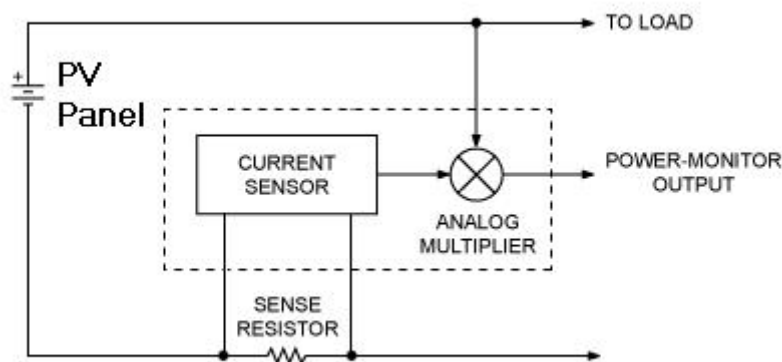 TO LOAD
+
PV
Panel
CURRENT
SENSOR
POWER-MONITOR
OUTPUT
ANALOG
MULTIPLIER
SENSE
RESISTOR